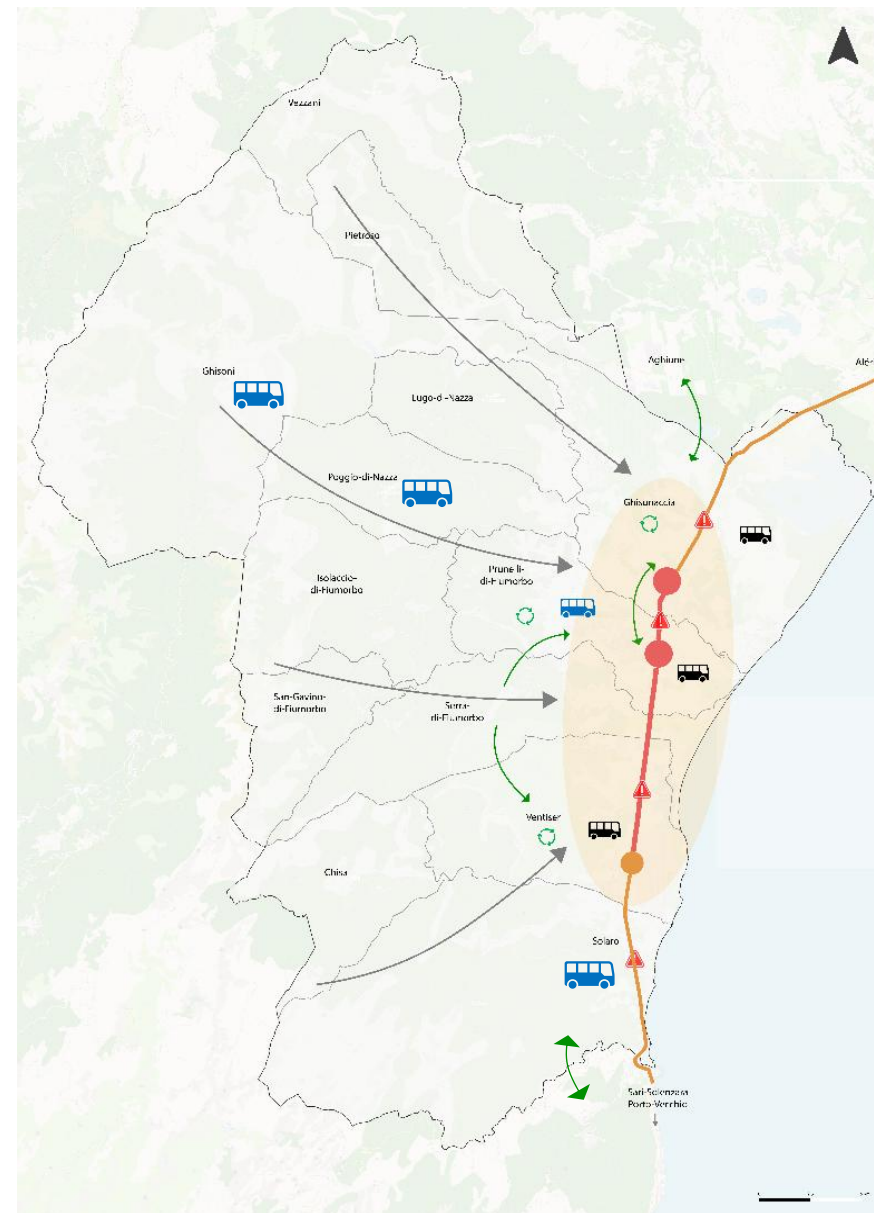 Vezzani
Pietroso
Aghione
Alé
Ghisoni
Lugo-di-Nazza
Poggio-di-Nazza
Ghisonaccia
Prunelli-
di-Fiumorbo
Isolaccio-
di-Fiumorbo
San-Gavino-
di-Fiumorbo
Serra-
di-Fiumorbo
Ventiseri
Chisa
Solaro
Sari-Solenzara
Porto-Vecchio